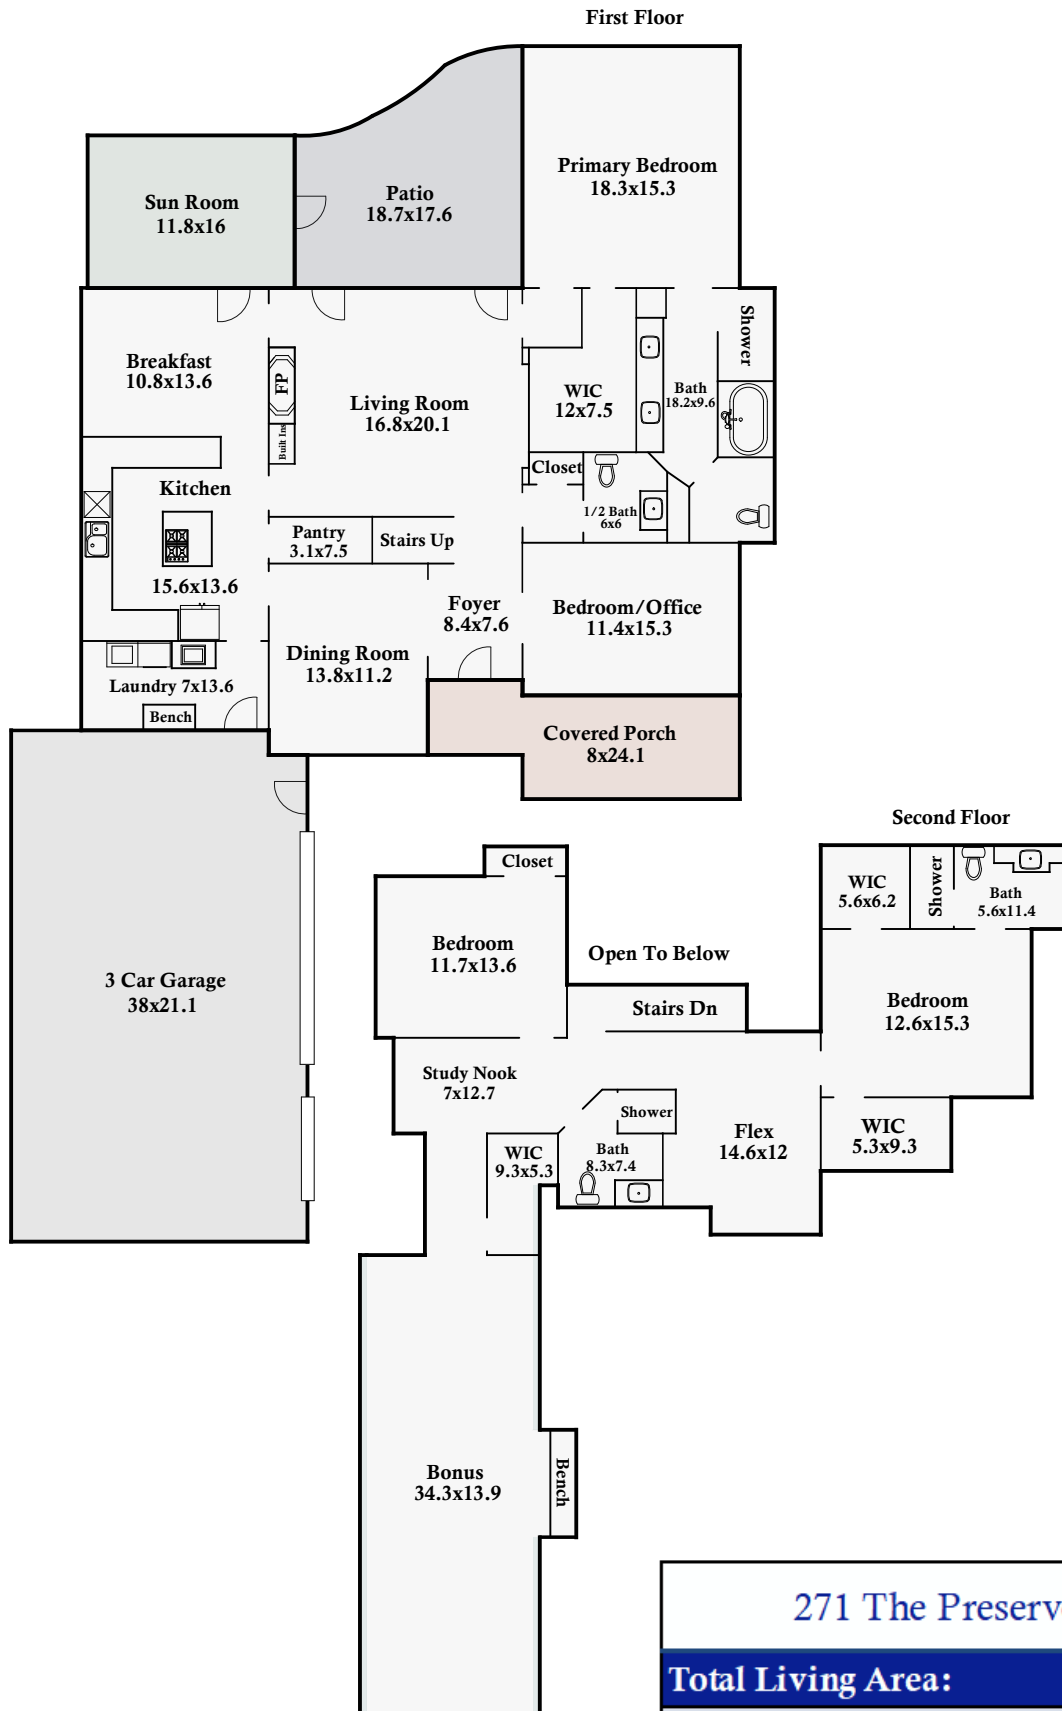 First Floor
Primary Bedroom
18.3x15.3
Patio
18.7x17.6
Sun Room
11.8x16
Shower
Breakfast
10.8x13.6
FP
Living Room
16.8x20.1
WIC
12x7.5
Bath
18.2x9.6
Built Ins
Closet
Kitchen
1/2 Bath
6x6
Pantry
3.1x7.5
Stairs Up
15.6x13.6
Foyer
8.4x7.6
Bedroom/Office
11.4x15.3
Dining Room
13.8x11.2
Laundry 7x13.6
Bench
Covered Porch
8x24.1
3 Car Garage
38x21.1
Second Floor
Closet
WIC
5.6x6.2
Shower
Bath
5.6x11.4
Bedroom
11.7x13.6
Open To Below
Stairs Dn
Bedroom
12.6x15.3
Study Nook
7x12.7
Shower
Flex
14.6x12
WIC
5.3x9.3
WIC
9.3x5.3
Bath
8.3x7.4
Bonus
34.3x13.9
Bench
271 The Preserv
Total Living Area: